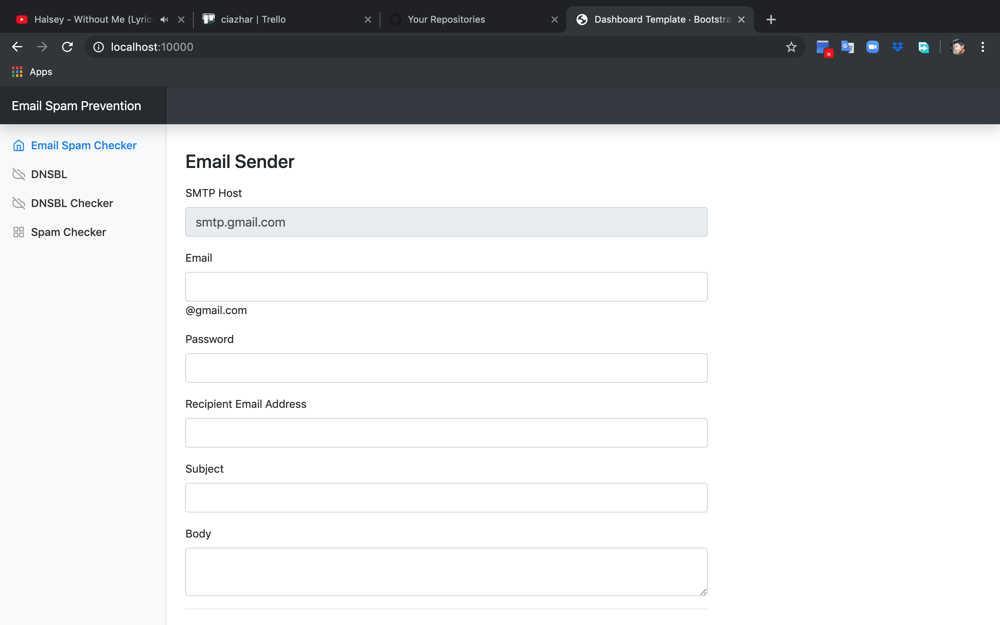 Halsey - Without Me (Lyrics
ciazhar | Trello
Your Repositories
Dashboard Template · Bootstra
localhost:10000
Apps
Email Spam Prevention
Email Spam Checker
DNSBL
DNSBL Checker
Spam Checker
Email Sender
SMTP Host
smtp.gmail.com
Email
@gmail.com
Password
Recipient Email Address
Subject
Body